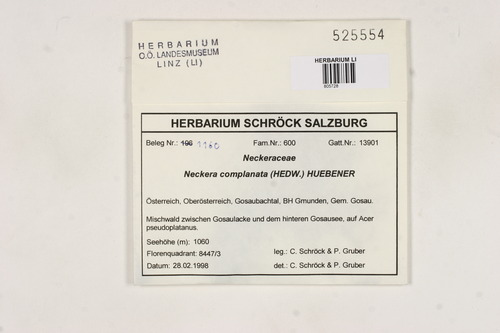 HERBARIUM
O.Ö. LANDESMUSEUM
LINZ (LI)
525554
HERBARIUM LI
805728
HERBARIUM SCHRÖCK SALZBURG
Beleg Nr.: 196 1160 Fam.Nr.: 600 Gatt.Nr.: 13901
Neckeraceae
Neckera complanata (HEDW.) HUEBENER
Österreich, Oberösterreich, Gosaubachtal, BH Gmunden, Gem. Gosau.
Mischwald zwischen Gosaulacke und dem hinteren Gosausee, auf Acer
pseudoplatanus.
Seehöhe (m): 1060
Florenquadrant: 8447/3 leg.: C. Schröck & P. Gruber
Datum: 28.02.1998 det.: C. Schröck & P. Gruber